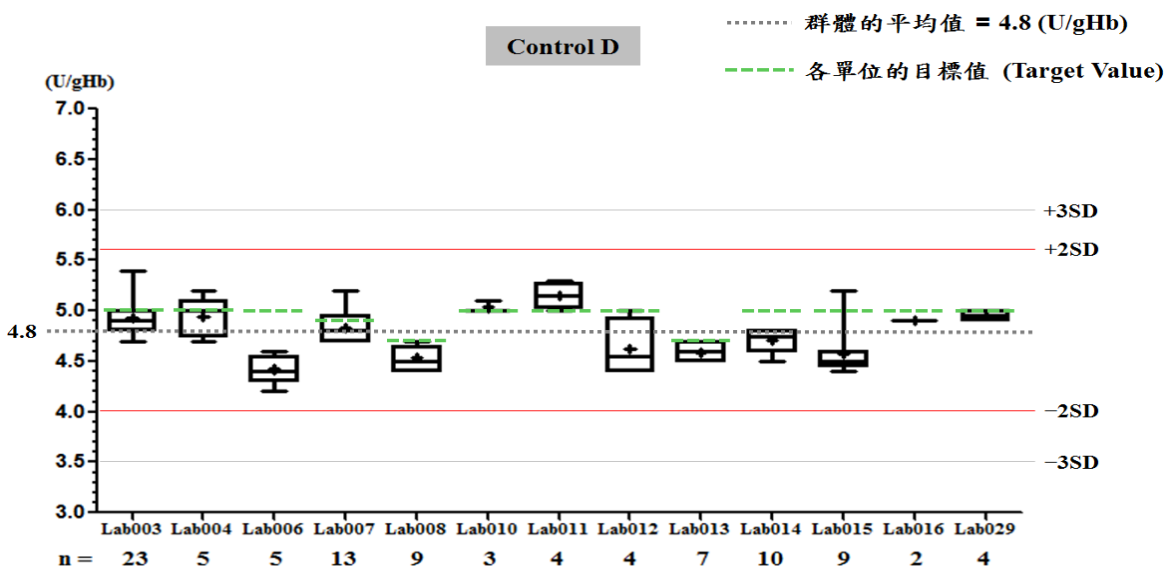 群體的平均值 = 4.8 (U/gHb)
Control D
各單位的目標值 (Target Value)
(U/gHb)
7.0
6.5
6.0
+3SD
5.5
+2SD
5.0
4.8
4.5
4.0
−2SD
3.5
−3SD
3.0
Lab003 Lab004 Lab006 Lab007 Lab008 Lab010 Lab011 Lab012 Lab013 Lab014 Lab015 Lab016 Lab029
n = 23 5 5 13 9 3 4 4 7 10 9 2 4